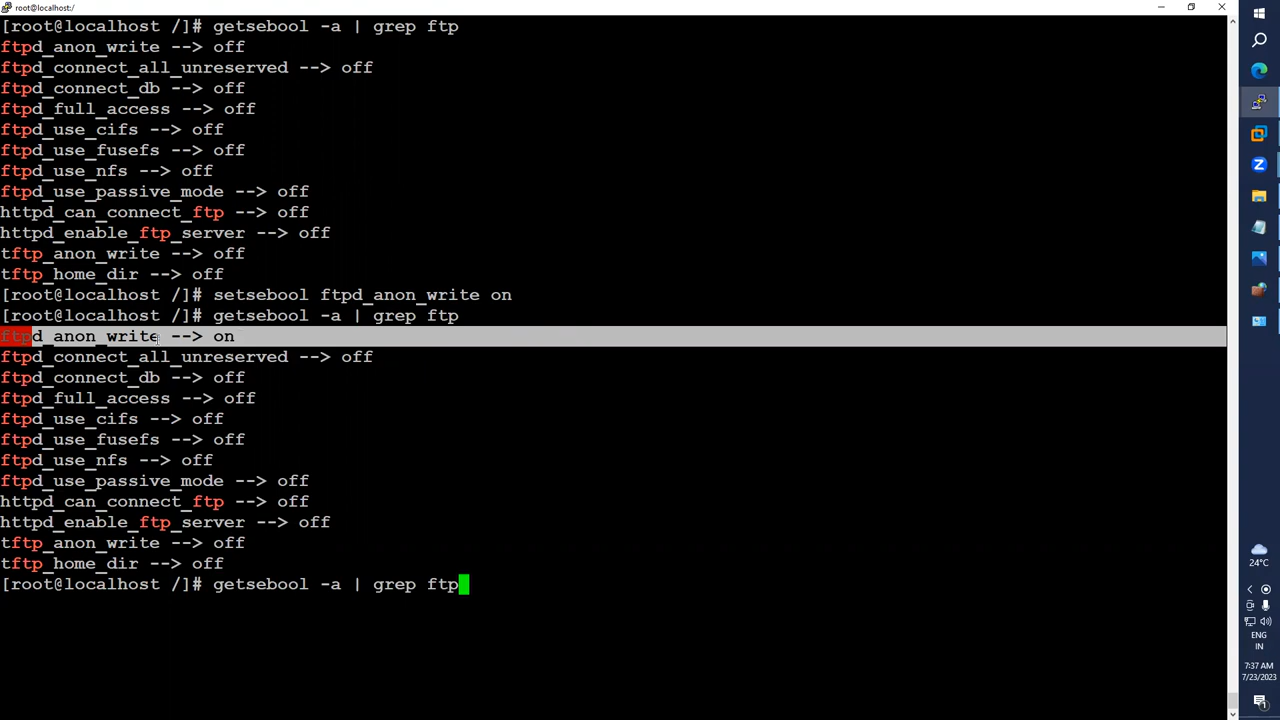 root@localhost:/
[root@localhost /]# getsebool -a | grep ftp
ftpd_anon_write --> off
ftpd_connect_all_unreserved --> off
ftpd_connect_db --> off
ftpd_full_access --> off
ftpd_use_cifs --> off
ftpd_use_fusefs --> off
ftpd_use_nfs --> off
ftpd_use_passive_mode --> off
httpd_can_connect_ftp --> off
httpd_enable_ftp_server --> off
tftp_anon_write --> off
tftp_home_dir --> off
[root@localhost /]# setsebool ftpd_anon_write on
[root@localhost /]# getsebool -a | grep ftp
ftpd_anon_write --> on
ftpd_connect_all_unreserved --> off
ftpd_connect_db --> off
ftpd_full_access --> off
ftpd_use_cifs --> off
ftpd_use_fusefs --> off
ftpd_use_nfs --> off
ftpd_use_passive_mode --> off
httpd_can_connect_ftp --> off
httpd_enable_ftp_server --> off
tftp_anon_write --> off
tftp_home_dir --> off
[root@localhost /]# getsebool -a | grep ftp
24°C
ENG
IN
7:37 AM
7/23/2023